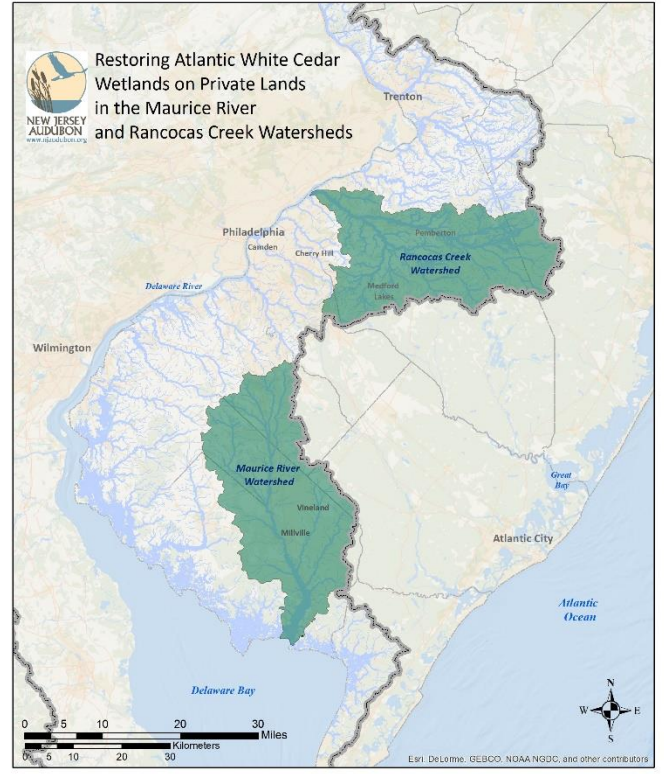 Restoring Atlantic White Cedar
Wetlands on Private Lands
in the Maurice River
and Rancocas Creek Watersheds
NEW JERSEY
AUDUBON
www.njaudubon.org
Trenton
Philadelphia
Camden
Cherry Hill
Pemberton
Rancocas Creek
Watershed
Medford
Lakes
Delaware River
Wilmington
Maurice River
Watershed
Vineland
Millville
Great
Bay
Atlantic City
Atlantic
Ocean
Delaware Bay
N
W E
S
0 5 10 20 30
Miles
Kilometers
0 5 10 20 30
Esri, DeLorme, GEBCO, NOAA NGDC, and other contributors